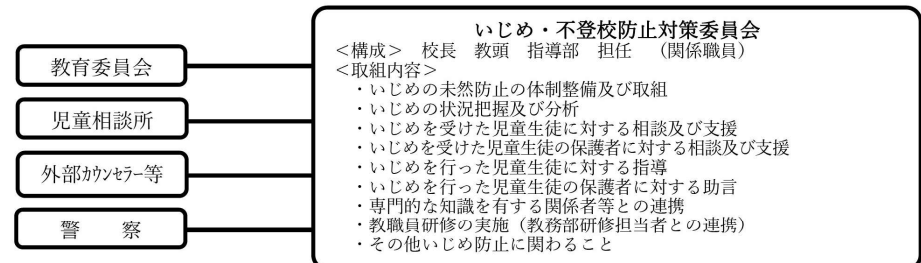 教育委員会
児童相談所
外部ｶｳﾝｾﾗｰ等
警　　察
いじめ・不登校防止対策委員会
＜構成＞　校長　教頭　指導部　担任　（関係職員）
＜取組内容＞
・いじめの未然防止の体制整備及び取組
・いじめの状況把握及び分析
・いじめを受けた児童生徒に対する相談及び支援
・いじめを受けた児童生徒の保護者に対する相談及び支援
・いじめを行った児童生徒に対する指導
・いじめを行った児童生徒の保護者に対する助言
・専門的な知識を有する関係者等との連携
・教職員研修の実施（教務部研修担当者との連携）
・その他いじめ防止に関わること